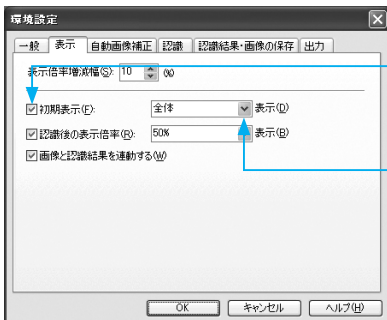 環境設定
一般 表示 自動画像補正 認識 認識結果・画像の保存 出力
表示倍率増減幅(S): 10 (%)
初期表示(F): 全体 表示(D)
認識後の表示倍率(R): 50% 表示(B)
画像と認識結果を連動する(W)
OK キャンセル ヘルプ(H)